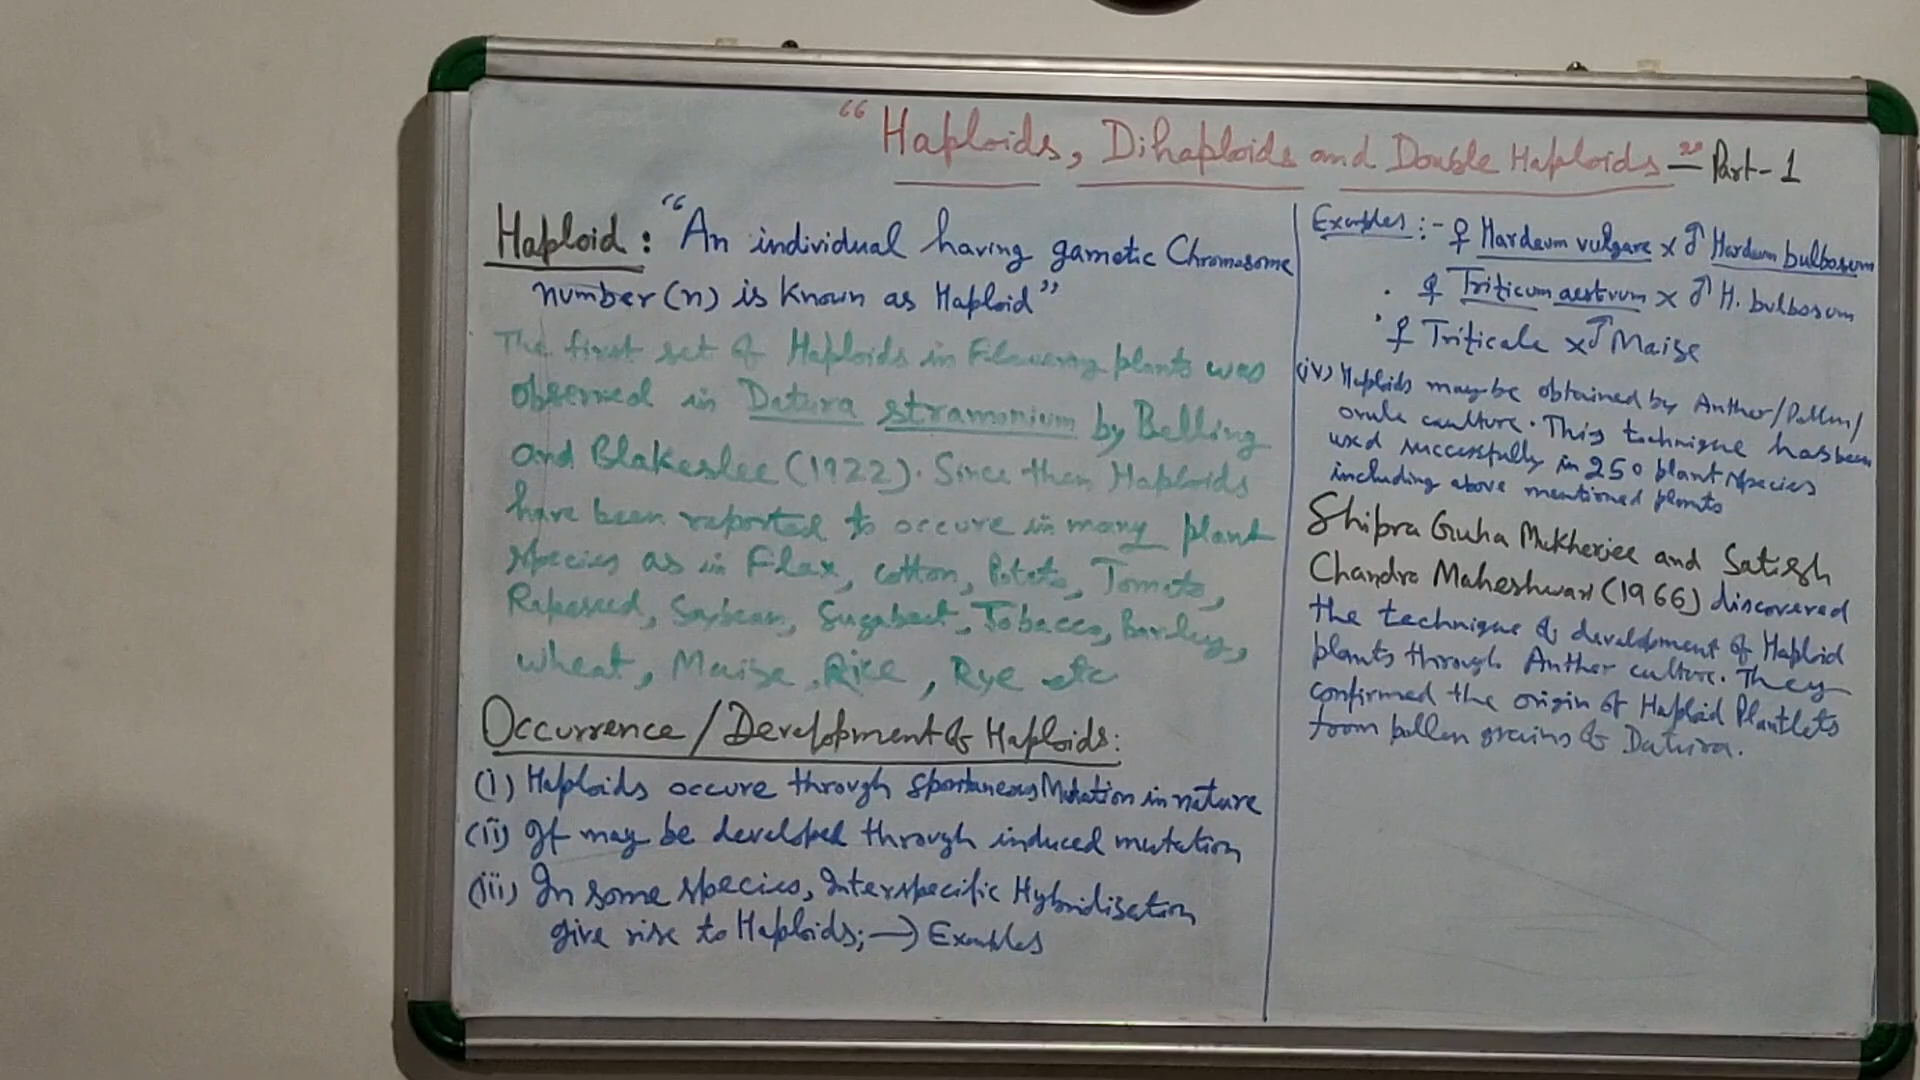 “Haploids, Dihaploids and Double Haploids” – Part-1
Haploid: “An individual having gametic Chromosome
number (n) is known as Haploid”
The first set of Haploids in Flowering plants was
observed in Datura stramonium by Belling
and Blakeslee (1922). Since then Haploids
have been reported to occure in many plant
species as in Flax, cotton, Potato, Tomato,
Rapeseed, Soybean, Sugabeet, Tobacco, Barley,
wheat, Maize, Rice, Rye etc
Occurrence / Development of Haploids:
(i) Haploids occure through spontaneous Mutation in nature
(ii) It may be developed through induced mutation
(iii) In some species, Interspecific Hybridisation
give rise to Haploids; → Examples
Examples :- ♀ Hardeum vulgare x ♂ Hardeum bulbosum
. ♀ Triticum aestivum x ♂ H. bulbosum
. ♀ Triticale x ♂ Maize
(iv) Haploids may be obtained by Anther/Pollen/
ovule caulture. This technique has been
used successfully in 250 plant species
including above mentioned plants
Shipra Guha Mukherjee and Satish
Chandra Maheshwari (1966) discovered
the technique of development of Haploid
plants through Anther culture. They
confirmed the origin of Haploid Plantlets
from pollen grains of Datura.